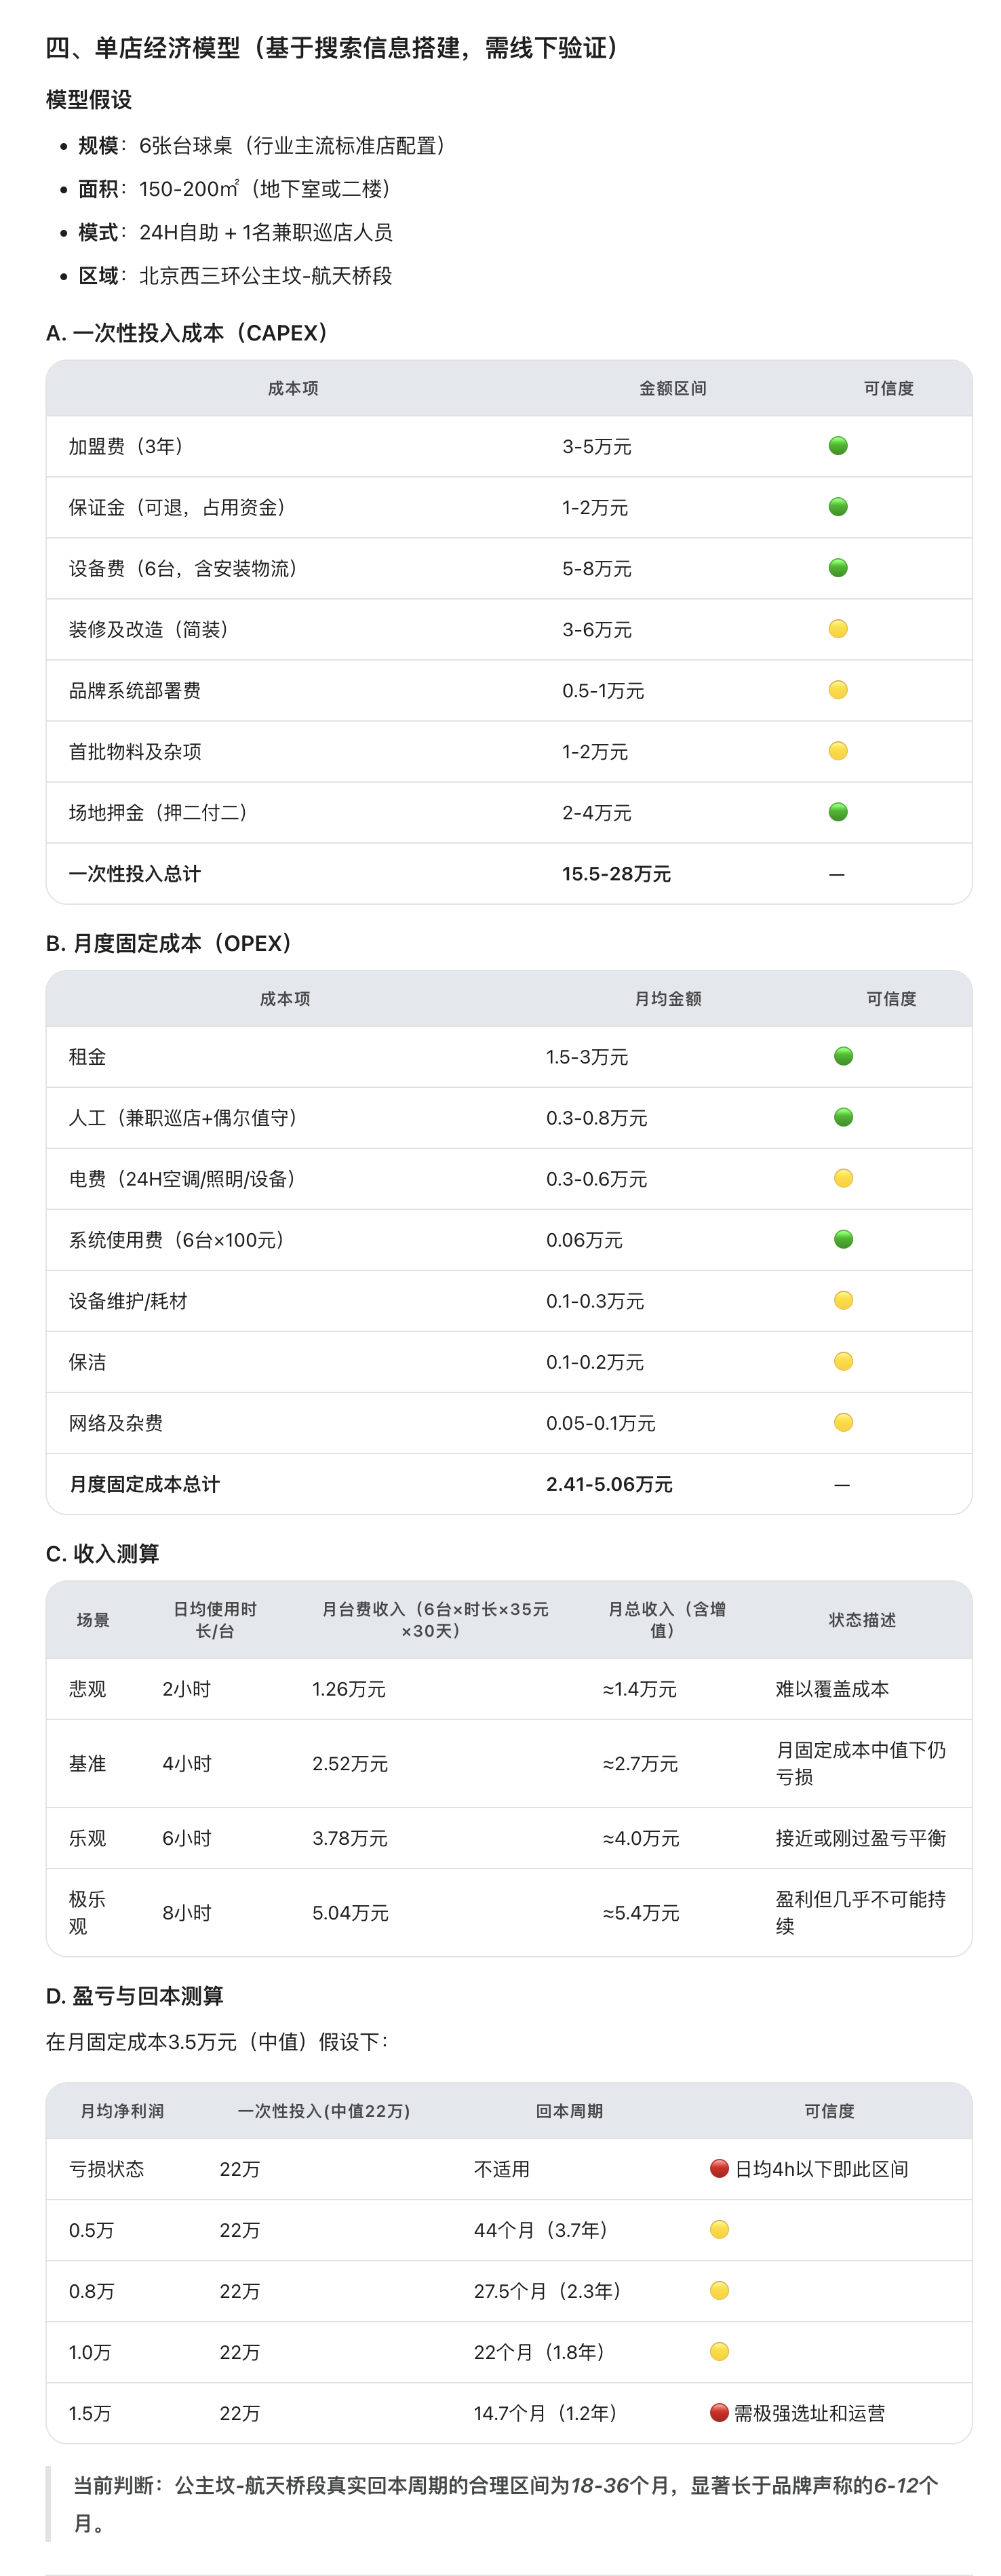 四、单店经济模型（基于搜索信息搭建，需线下验证）
模型假设
• 规模：6张台球桌（行业主流标准店配置）
• 面积：150-200㎡（地下室或二楼）
• 模式：24H自助 + 1名兼职巡店人员
• 区域：北京西三环公主坟-航天桥段
A. 一次性投入成本（CAPEX）
成本项 金额区间 可信度
加盟费（3年） 3-5万元 🟢
保证金（可退，占用资金） 1-2万元 🟢
设备费（6台，含安装物流） 5-8万元 🟢
装修及改造（简装） 3-6万元 🟡
品牌系统部署费 0.5-1万元 🟡
首批物料及杂项 1-2万元 🟡
场地押金（押二付二） 2-4万元 🟢
一次性投入总计 15.5-28万元 —
B. 月度固定成本（OPEX）
成本项 月均金额 可信度
租金 1.5-3万元 🟢
人工（兼职巡店+偶尔值守） 0.3-0.8万元 🟢
电费（24H空调/照明/设备） 0.3-0.6万元 🟡
系统使用费（6台×100元） 0.06万元 🟢
设备维护/耗材 0.1-0.3万元 🟡
保洁 0.1-0.2万元 🟡
网络及杂费 0.05-0.1万元 🟡
月度固定成本总计 2.41-5.06万元 —
C. 收入测算
场景 日均使用时 月台费收入（6台×时长×35元 月总收入（含增 状态描述
长/台 ×30天） 值）
悲观 2小时 1.26万元 ≈1.4万元 难以覆盖成本
基准 4小时 2.52万元 ≈2.7万元 月固定成本中值下仍
亏损
乐观 6小时 3.78万元 ≈4.0万元 接近或刚过盈亏平衡
极乐 8小时 5.04万元 ≈5.4万元 盈利但几乎不可能持
观 续
D. 盈亏与回本测算
在月固定成本3.5万元（中值）假设下：
月均净利润 一次性投入(中值22万) 回本周期 可信度
亏损状态 22万 不适用 🔴 日均4h以下即此区间
0.5万 22万 44个月（3.7年） 🟡
0.8万 22万 27.5个月（2.3年） 🟡
1.0万 22万 22个月（1.8年） 🟡
1.5万 22万 14.7个月（1.2年） 🔴 需极强选址和运营
当前判断：公主坟-航天桥段真实回本周期的合理区间为18-36个月，显著长于品牌声称的6-12个
月。